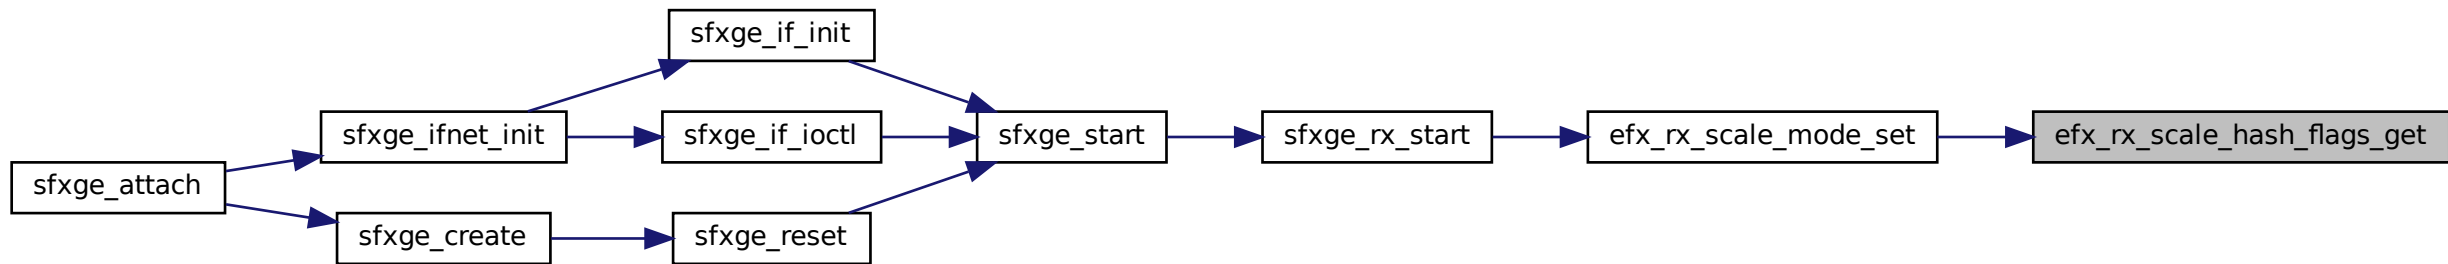 sfxge_if_init
sfxge_ifnet_init
sfxge_if_ioctl
sfxge_start
sfxge_rx_start
efx_rx_scale_mode_set
efx_rx_scale_hash_flags_get
sfxge_attach
sfxge_create
sfxge_reset